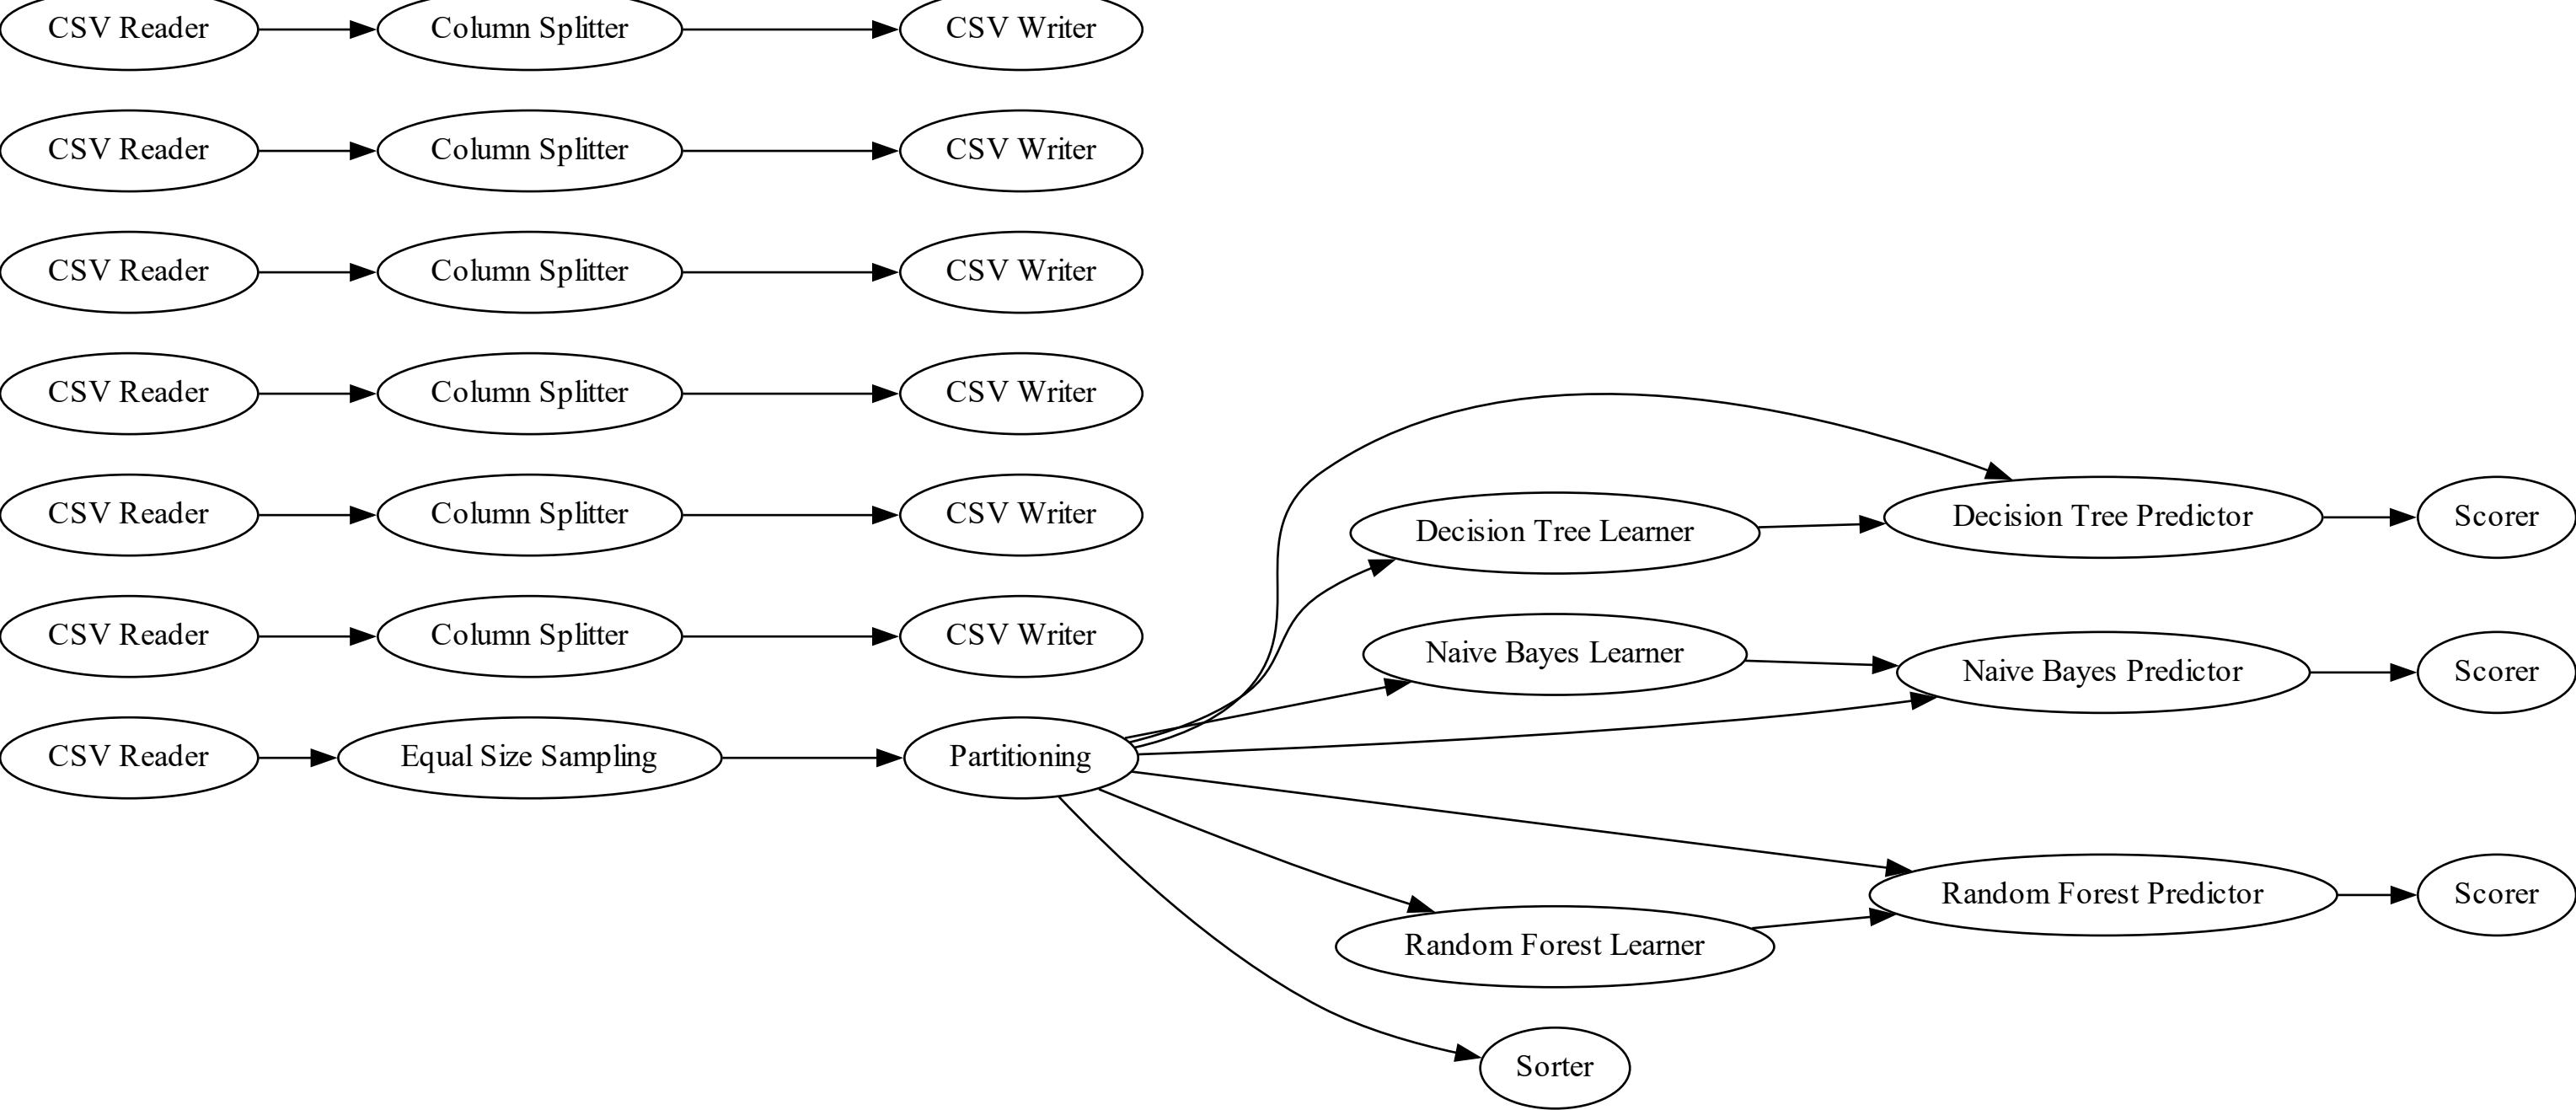 CSV Reader
Column Splitter
CSV Writer
CSV Reader
Column Splitter
CSV Writer
CSV Reader
Column Splitter
CSV Writer
CSV Reader
Column Splitter
CSV Writer
CSV Reader
Column Splitter
CSV Writer
Decision Tree Learner
Decision Tree Predictor
Scorer
CSV Reader
Column Splitter
CSV Writer
Naive Bayes Learner
Naive Bayes Predictor
Scorer
CSV Reader
Equal Size Sampling
Partitioning
Random Forest Predictor
Scorer
Random Forest Learner
Sorter